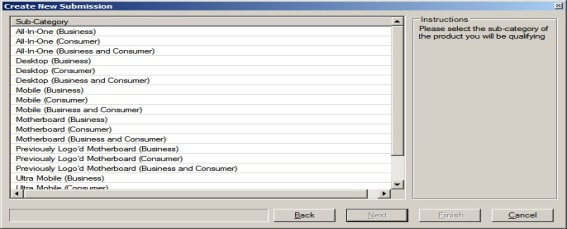 Create New Submission
Sub-Category
All-In-One (Business)
All-In-One (Consumer)
All-In-One (Business and Consumer)
Desktop (Business)
Desktop (Consumer)
Desktop (Business and Consumer)
Mobile (Business)
Mobile (Consumer)
Mobile (Business and Consumer)
Motherboard (Business)
Motherboard (Consumer)
Motherboard (Business and Consumer)
Previously Logo'd Motherboard (Business)
Previously Logo'd Motherboard (Consumer)
Previously Logo'd Motherboard (Business and Consumer)
Ultra Mobile (Business)
Ultra Mobile (Consumer)
Instructions
Please select the sub-category of
the product you will be qualifying
Back
Next
Finish
Cancel